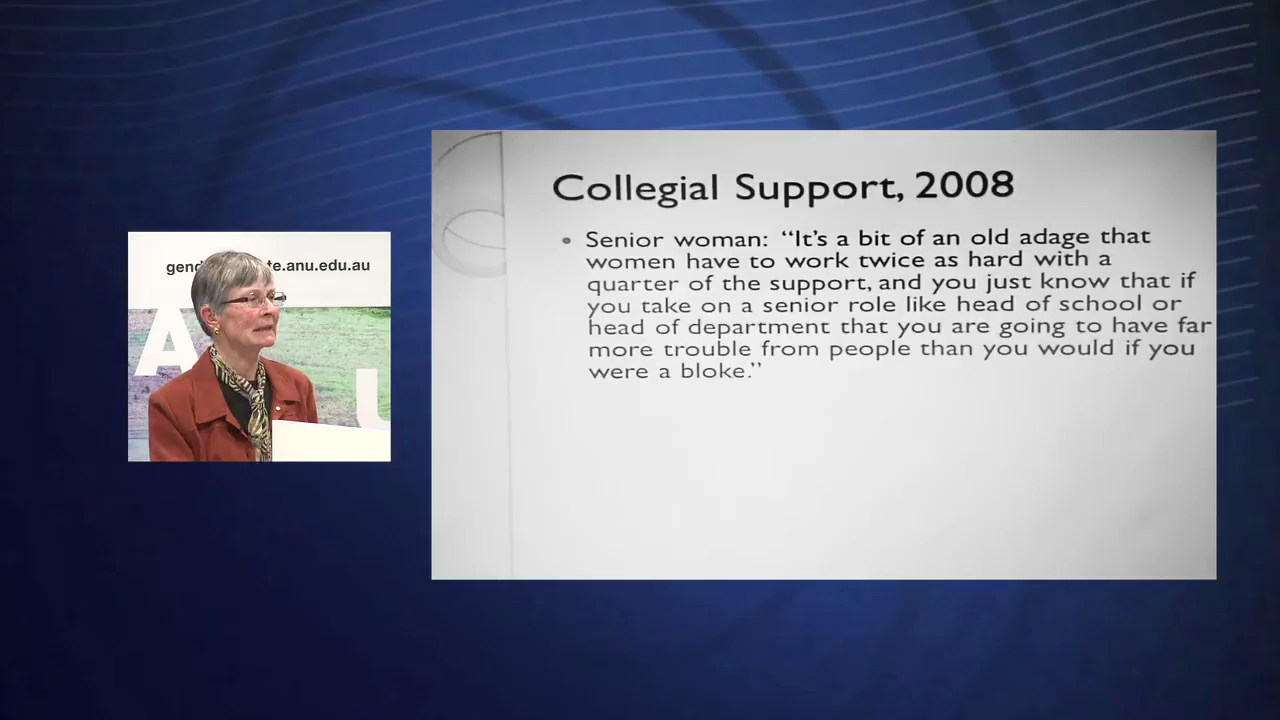 gend
te.anu.edu.au
A
U
Collegial Support, 2008
• Senior woman: “It’s a bit of an old adage that
women have to work twice as hard with a
quarter of the support, and you just know that if
you take on a senior role like head of school or
head of department that you are going to have far
more trouble from people than you would if you
were a bloke.”